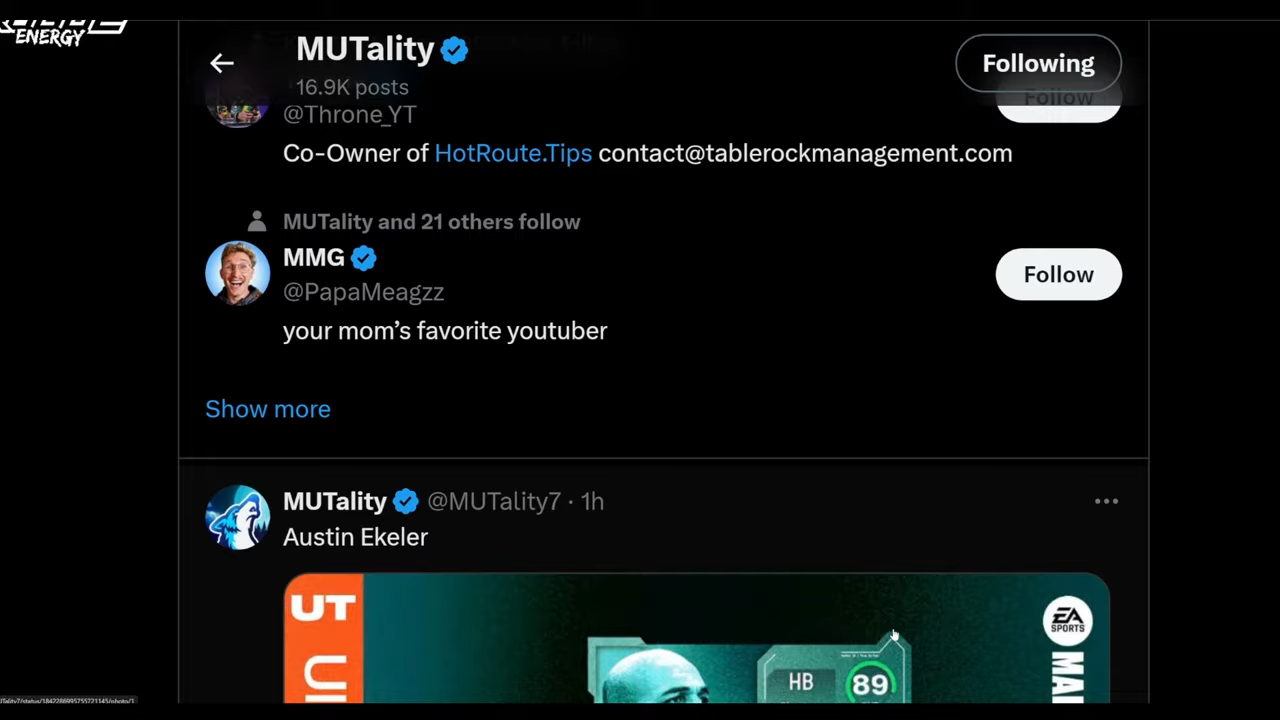 ENERGY
MUTality
16.9K posts
Following
@Throne_YT
Follow
Co-Owner of HotRoute.Tips contact@tablerockmanagement.com
MUTality and 21 others follow
MMG
@PapaMeagzz
Follow
your mom’s favorite youtuber
Show more
MUTality @MUTality7 · 1h
Austin Ekeler
UT
EA
SPORTS
HB
89